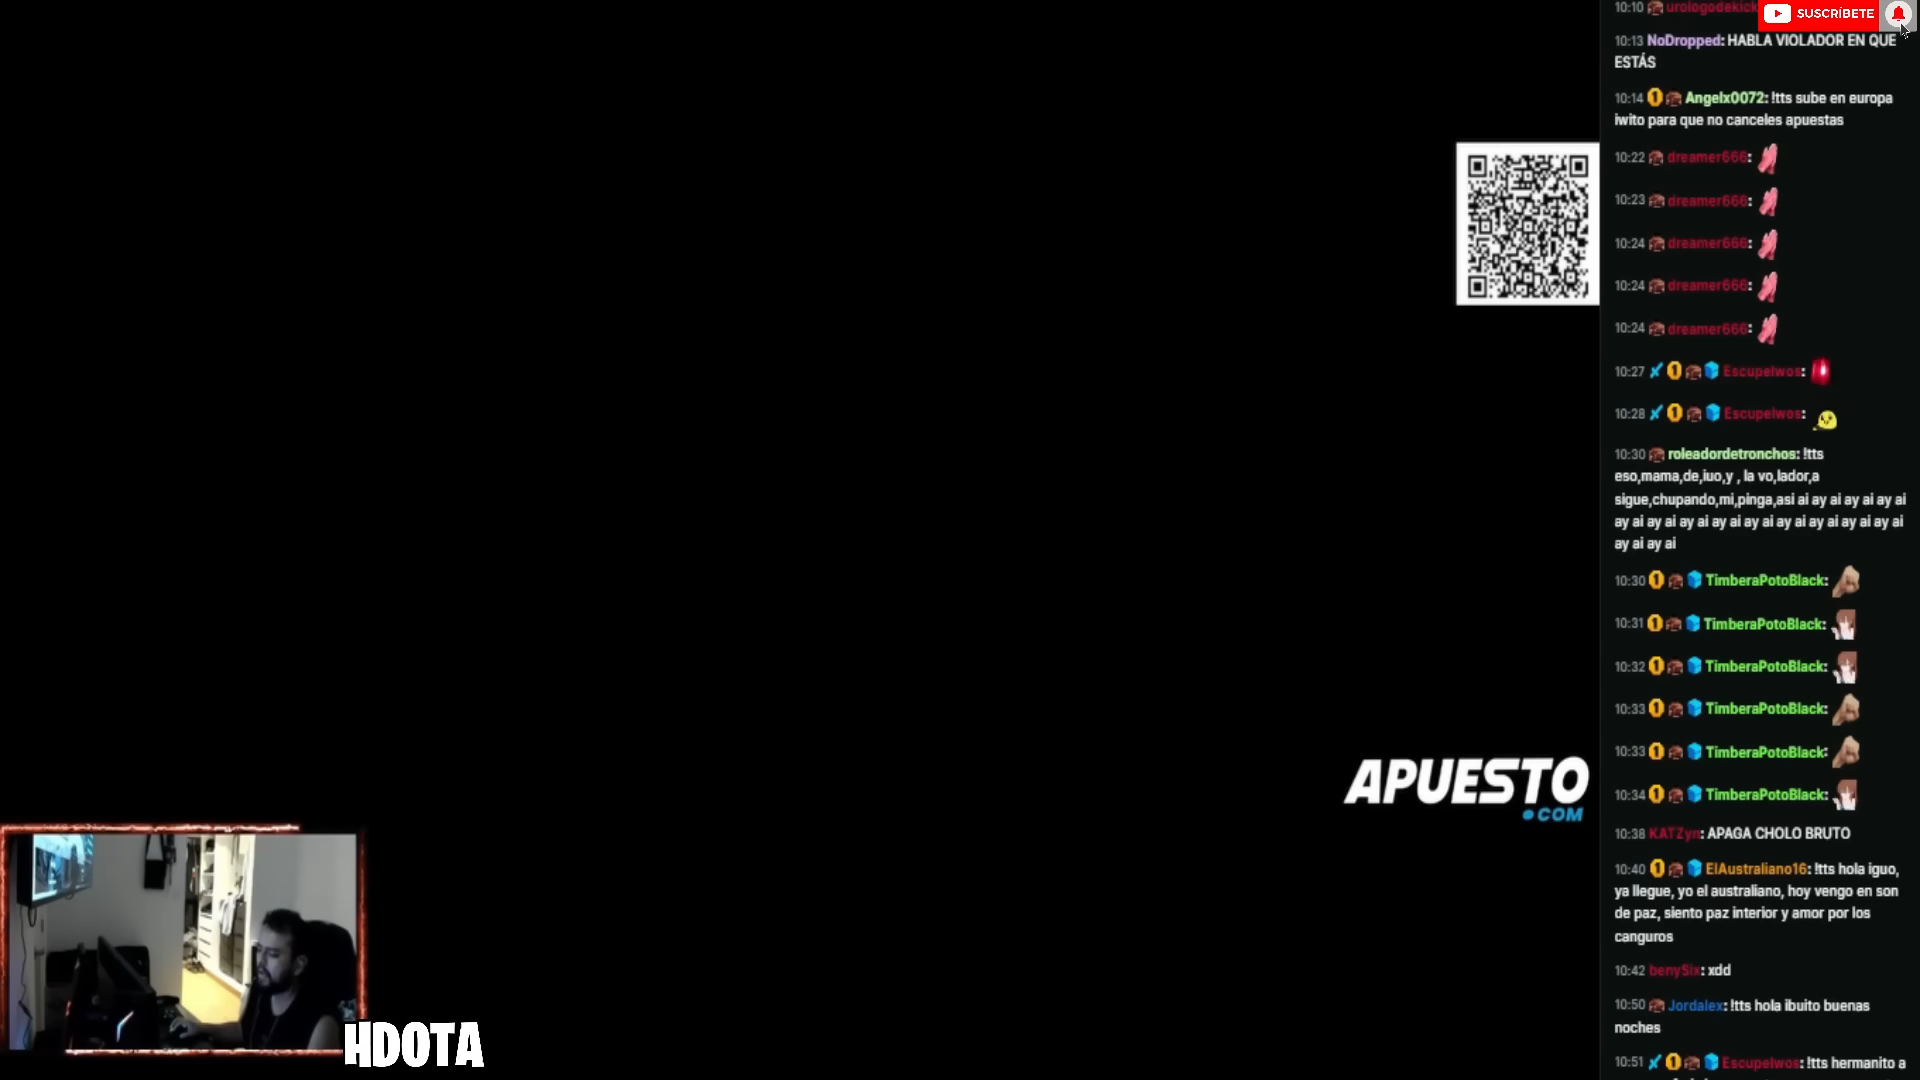 10:10 urologodekick
SUSCRÍBETE
10:13 NoDropped: HABLA VIOLADOR EN QUE
ESTÁS
10:14 Angelx0072: !tts sube en europa
iwito para que no canceles apuestas
10:22 dreamer666:
10:23 dreamer666:
10:24 dreamer666:
10:24 dreamer666:
10:24 dreamer666:
10:27 Escupelwos:
10:28 Escupelwos:
10:30 roleadordetronchos: !tts
eso,mama,de,iuo,y , la vo,lador,a
sigue,chupando,mi,pinga,asi ai ay ai ay ai ay ai
ay ai ay ai ay ai ay ai ay ai ay ai ay ai ay ai ay ai
ay ai ay ai
10:30 TimberaPotoBlack:
10:31 TimberaPotoBlack:
10:32 TimberaPotoBlack:
10:33 TimberaPotoBlack:
10:33 TimberaPotoBlack:
10:34 TimberaPotoBlack:
10:38 KATZyn: APAGA CHOLO BRUTO
10:40 ElAustraliano16: !tts hola iguo,
ya llegue, yo el australiano, hoy vengo en son
de paz, siento paz interior y amor por los
canguros
10:42 benySix: xdd
10:50 Jordalex: !tts hola ibuito buenas
noches
10:51 Escupelwos: !tts hermanito a
APUESTO
.COM
HDOTA